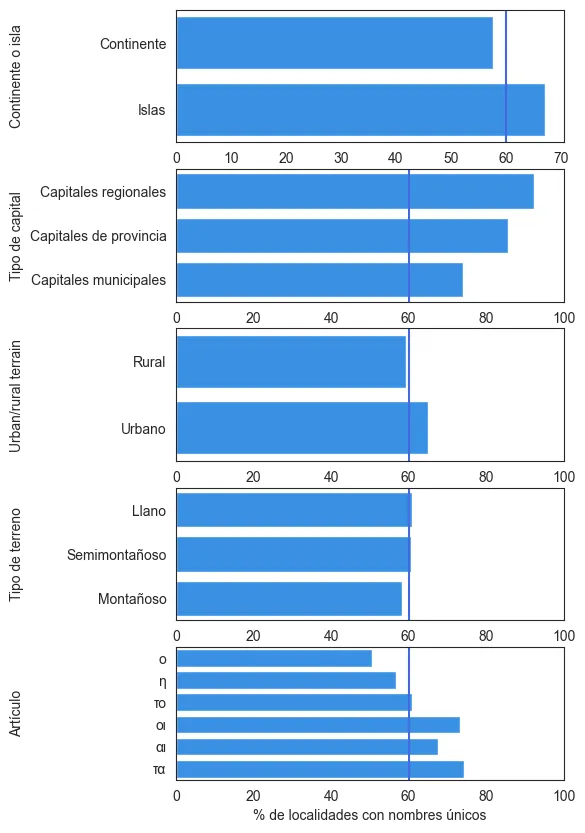 Continente o isla
Continente
Islas
0 10 20 30 40 50 60 70
Tipo de capital
Capitales regionales
Capitales de provincia
Capitales municipales
0 20 40 60 80 100
Urban/rural terrain
Rural
Urbano
0 20 40 60 80 100
Tipo de terreno
Llano
Semimontañoso
Montañoso
0 20 40 60 80 100
Artículo
ο
η
το
οι
αι
τα
0 20 40 60 80 100
% de localidades con nombres únicos